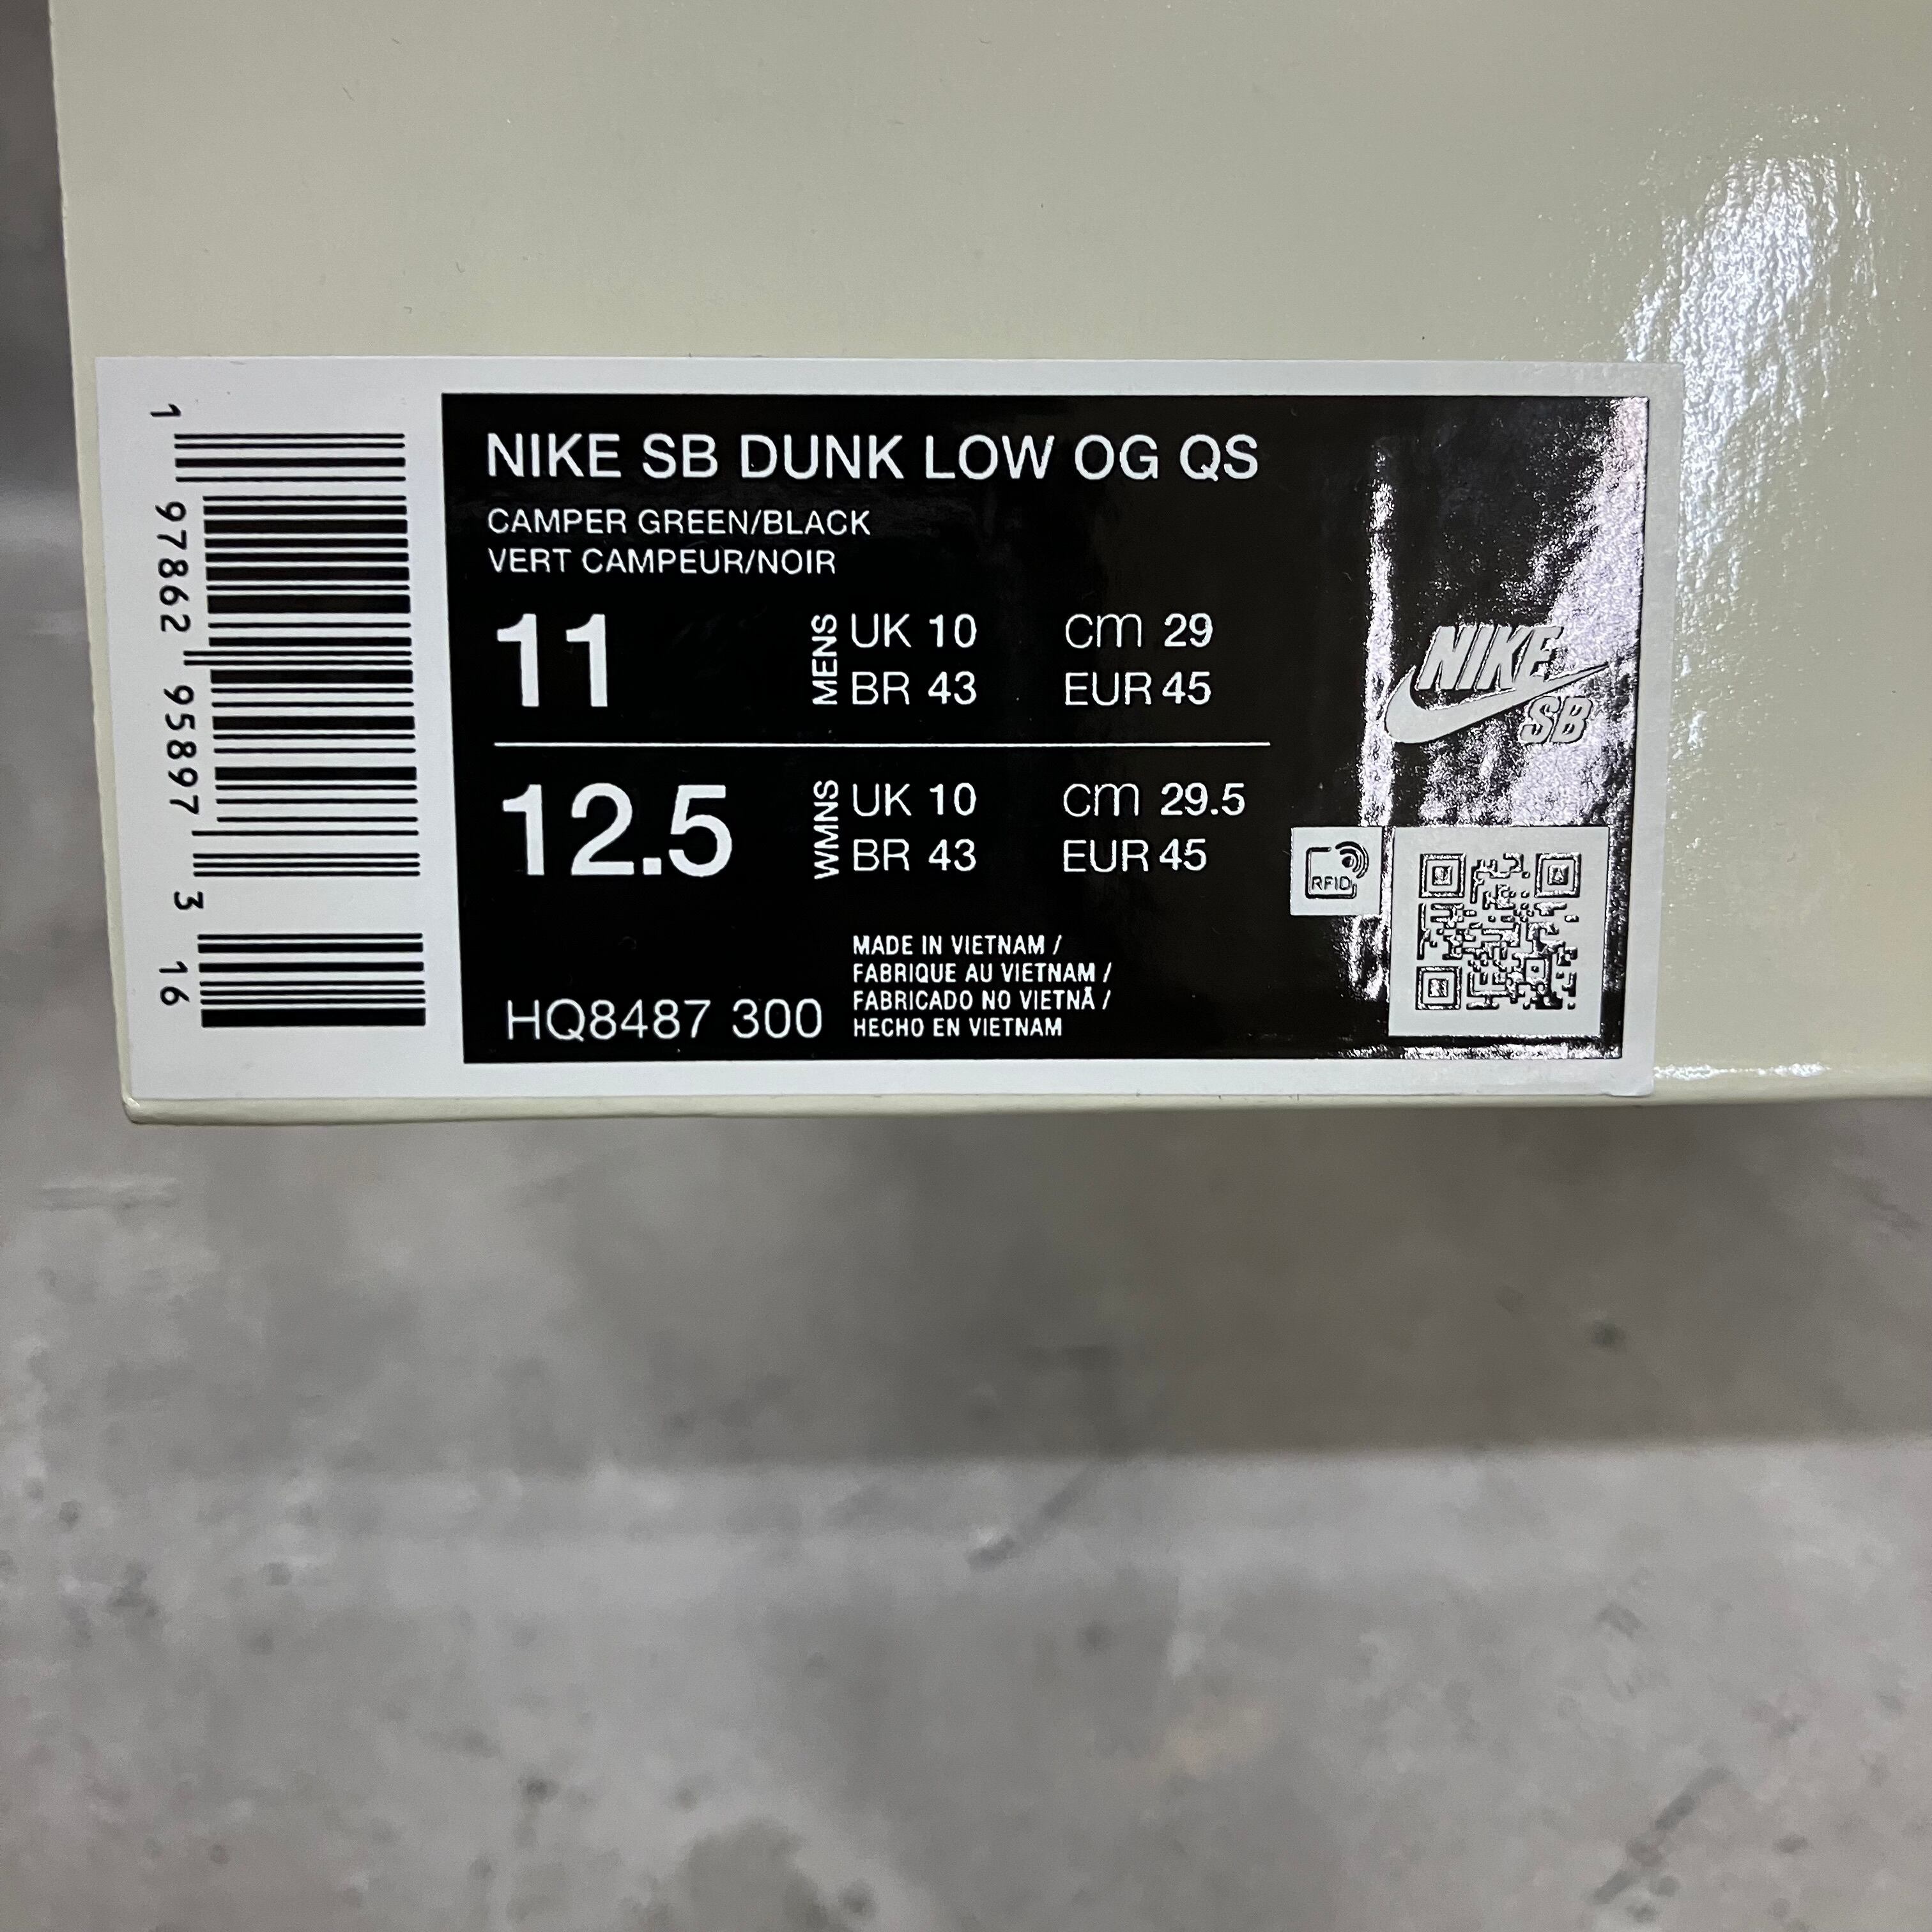 1 97862 95897 3 16
NIKE SB DUNK LOW OG QS
CAMPER GREEN/BLACK
VERT CAMPEUR/NOIR
11 MENS UK 10 cm 29
BR 43 EUR 45
12.5 WMNS UK 10 cm 29.5
BR 43 EUR 45
MADE IN VIETNAM /
FABRIQUE AU VIETNAM /
FABRICADO NO VIETNÃ /
HECHO EN VIETNAM
HQ8487 300
NIKE
SB
RFID